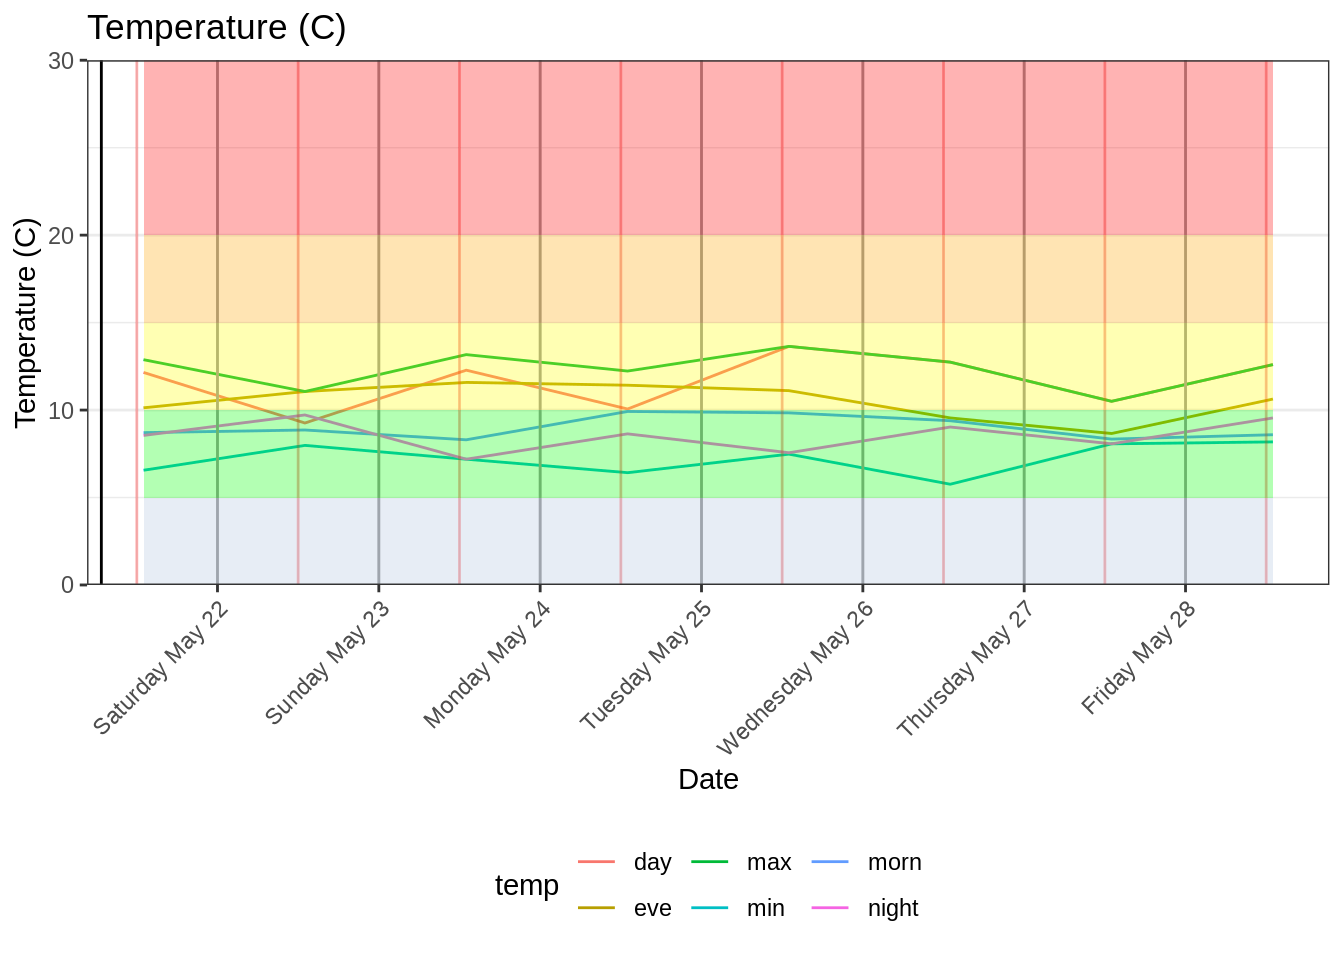 Temperature (C)
30
20
10
0
Temperature (C)
Saturday May 22
Sunday May 23
Monday May 24
Tuesday May 25
Wednesday May 26
Thursday May 27
Friday May 28
Date
temp
day
max
morn
eve
min
night